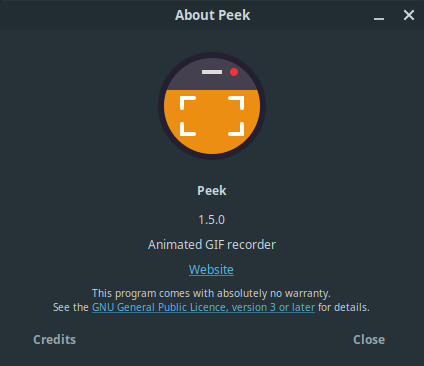 About Peek
Peek
1.5.0
Animated GIF recorder
Website
This program comes with absolutely no warranty.
See the GNU General Public Licence, version 3 or later for details.
Credits Close